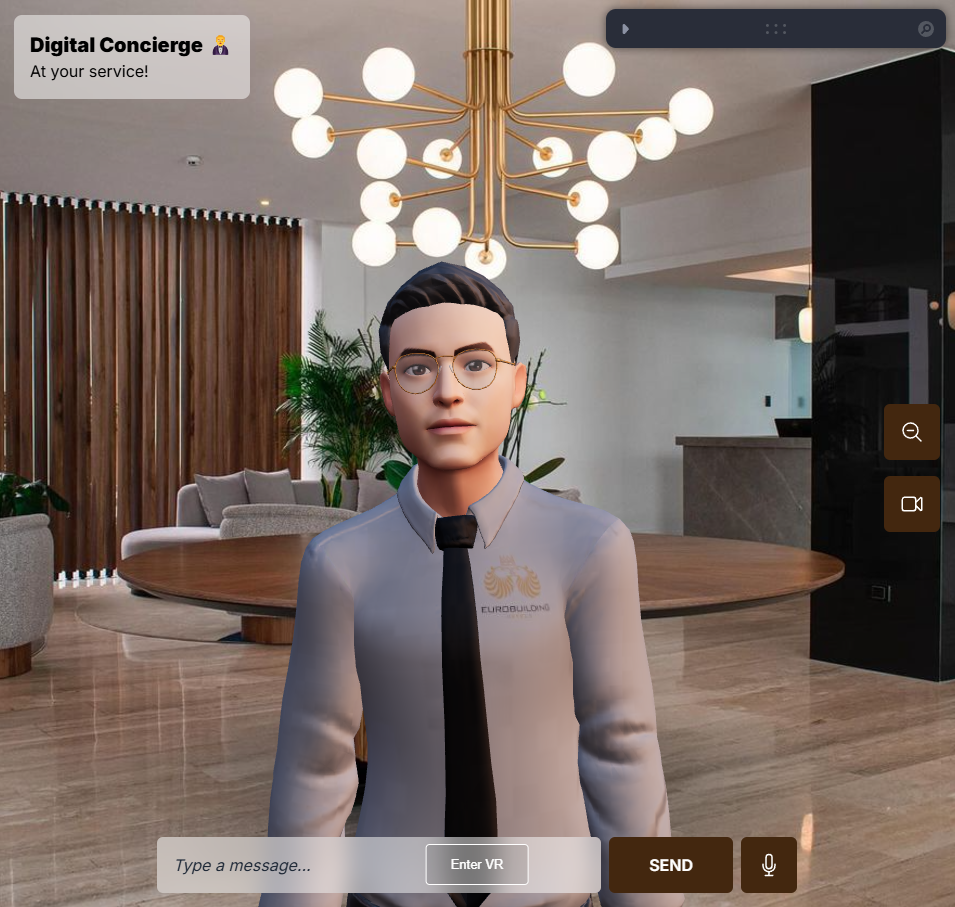 Digital Concierge
At your service!
EUROBUILDING
Type a message...
Enter VR
SEND